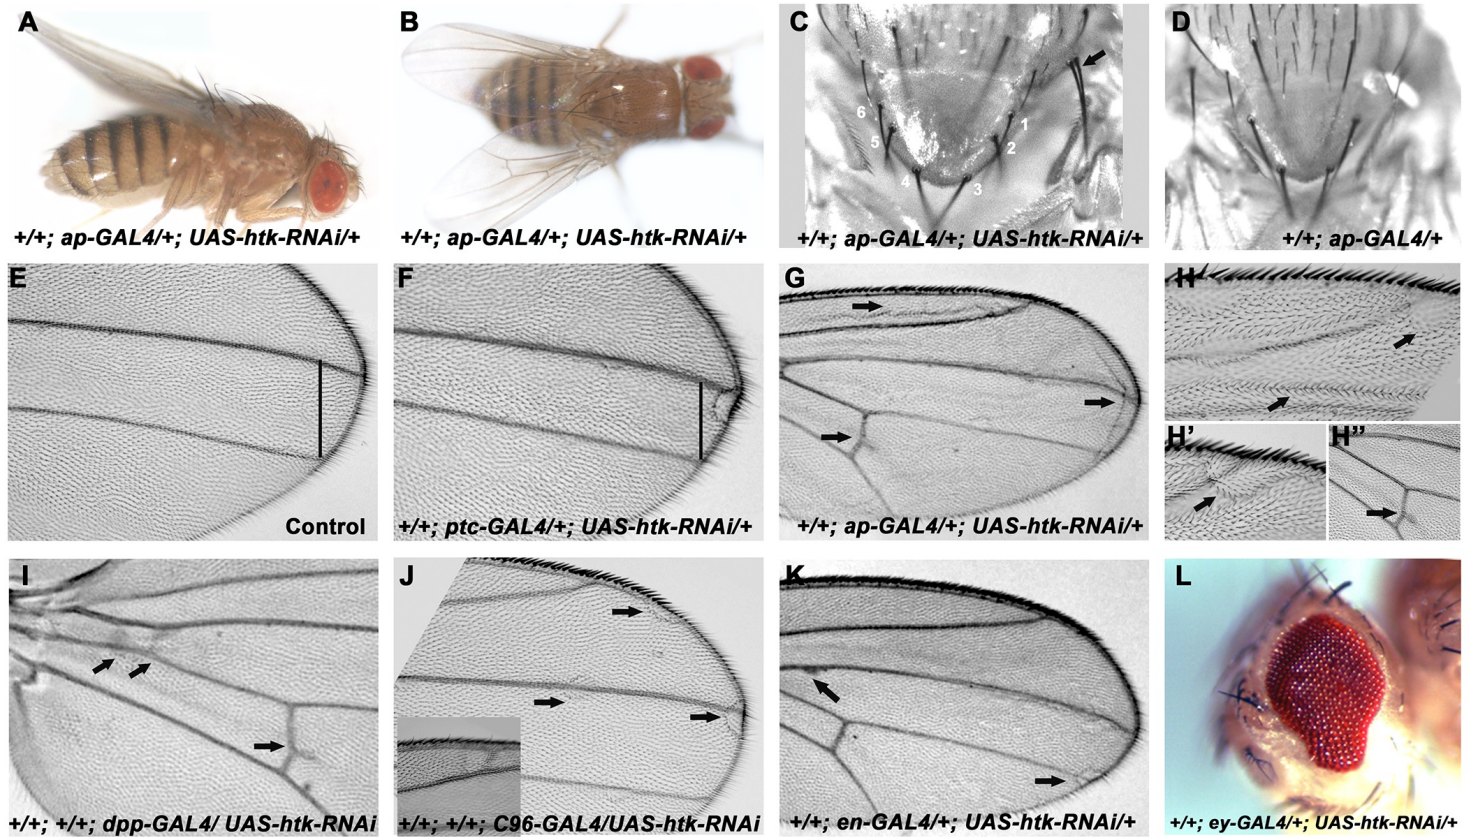 A
+/+; ap-GAL4/+; UAS-htk-RNAi/+
B
+/+; ap-GAL4/+; UAS-htk-RNAi/+
C
6
5
4
3
2
1
+/+; ap-GAL4/+; UAS-htk-RNAi/+
D
+/+; ap-GAL4/+
E
Control
F
+/+; ptc-GAL4/+; UAS-htk-RNAi/+
G
+/+; ap-GAL4/+; UAS-htk-RNAi/+
H
H'
H''
I
+/+; +/+; dpp-GAL4/ UAS-htk-RNAi
J
+/+; +/+; C96-GAL4/UAS-htk-RNAi
K
+/+; en-GAL4/+; UAS-htk-RNAi/+
L
+/+; ey-GAL4/+; UAS-htk-RNAi/+